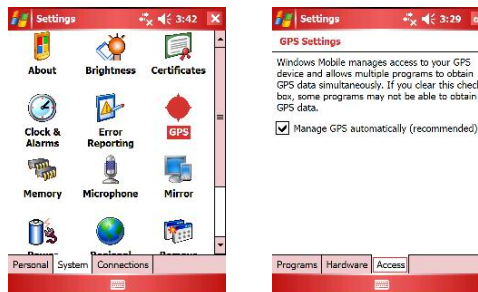 Settings 3:42
About Brightness Certificates
Clock & Alarms Error Reporting GPS
Memory Microphone Mirror
Personal System Connections
Settings 3:29
GPS Settings
Windows Mobile manages access to your GPS
device and allows multiple programs to obtain
GPS data simultaneously. If you clear this chec
box, some programs may not be able to obtain
GPS data.
Manage GPS automatically (recommended)
Programs Hardware Access